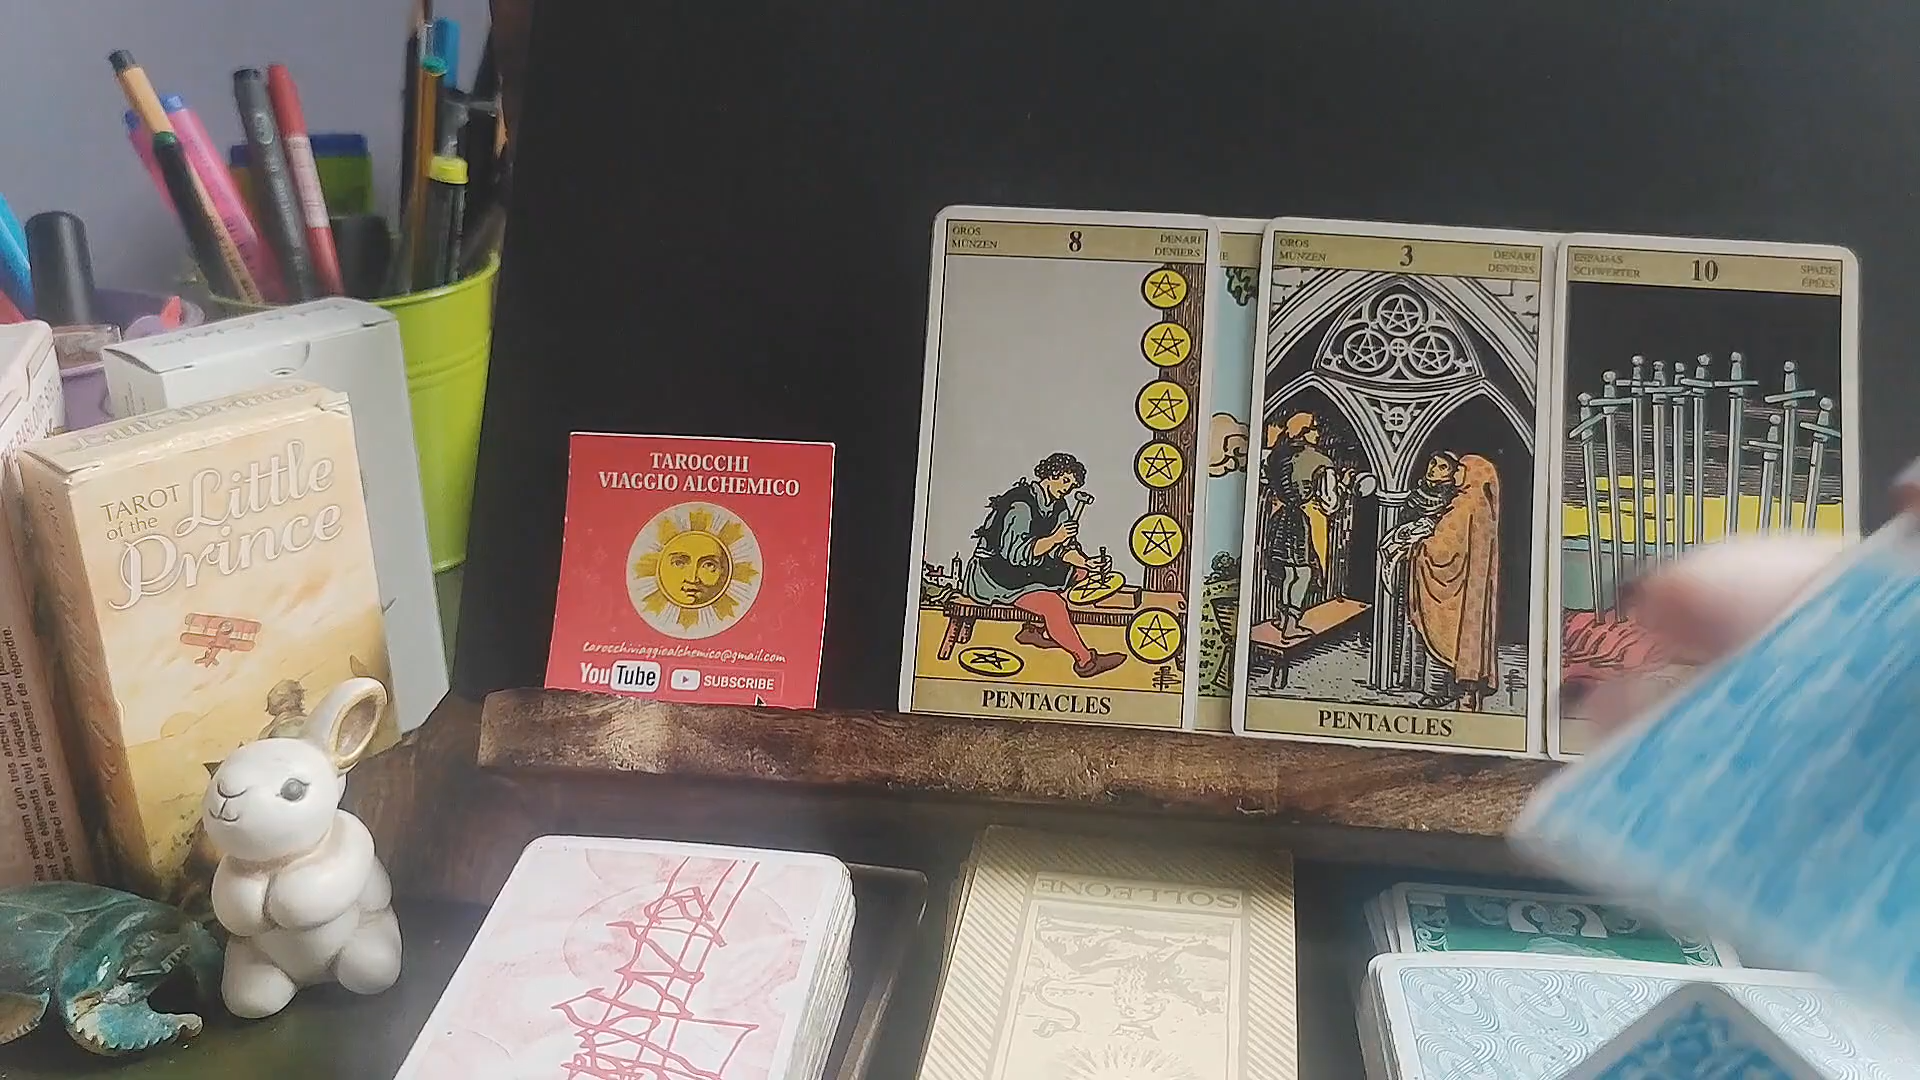 TAROT
of the
Little
Prince
TAROCCHI
VIAGGIO ALCHEMICO
tarocchiviaggioalchemico@gmail.com
YouTube
SUBSCRIBE
OROS
MÜNZEN
8
DENARI
DENIERS
PENTACLES
OROS
MÜNZEN
3
DENARI
DENIERS
PENTACLES
ESPADAS
SCHWERTER
10
SPADE
ÉPÉES
SOLLEONE